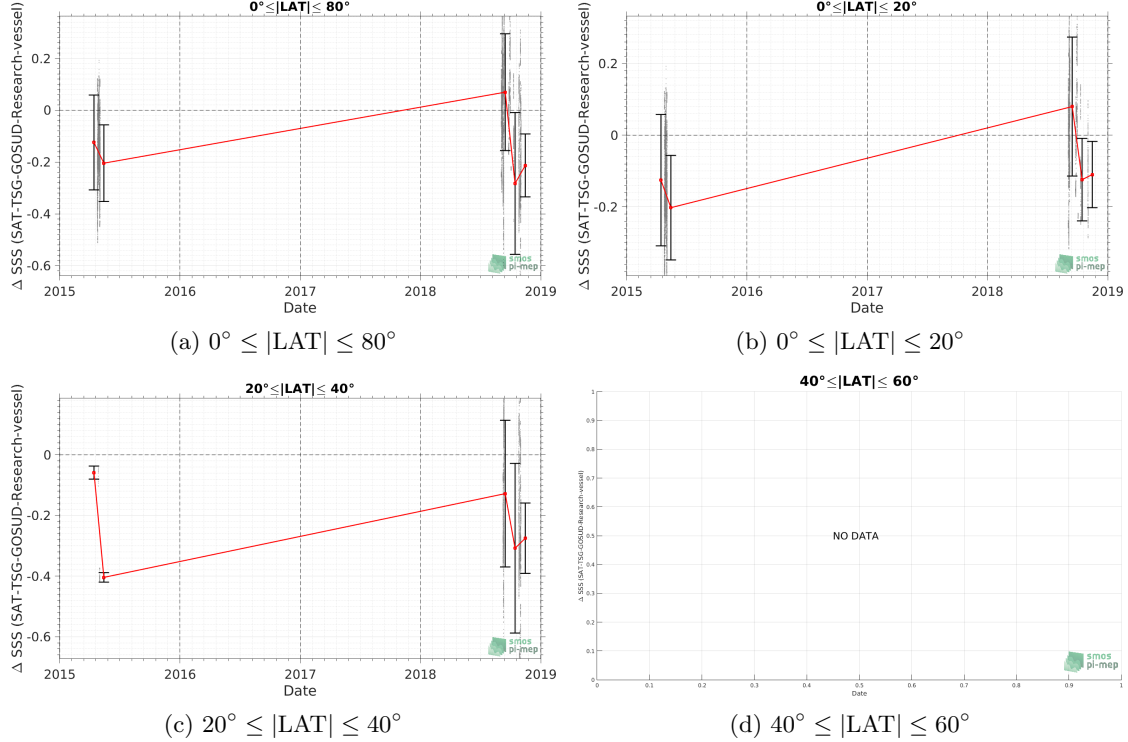 0°≤|LAT|≤ 80°
Δ SSS (SAT-TSG-GOSUD-Research-vessel)
0.2
0
-0.2
-0.4
-0.6
smos
pi-mep
2015 2016 2017 2018 2019
Date
(a) 0° ≤ |LAT| ≤ 80°
0°≤|LAT|≤ 20°
Δ SSS (SAT-TSG-GOSUD-Research-vessel)
0.2
0
-0.2
smos
pi-mep
2015 2016 2017 2018 2019
Date
(b) 0° ≤ |LAT| ≤ 20°
20°≤|LAT|≤ 40°
Δ SSS (SAT-TSG-GOSUD-Research-vessel)
0
-0.2
-0.4
-0.6
smos
pi-mep
2015 2016 2017 2018 2019
Date
(c) 20° ≤ |LAT| ≤ 40°
40°≤|LAT|≤ 60°
Δ SSS (SAT-TSG-GOSUD-Research-vessel)
1
0.9
0.8
0.7
0.6
0.5
0.4
0.3
0.2
0.1
0
NO DATA
smos
pi-mep
0 0.1 0.2 0.3 0.4 0.5 0.6 0.7 0.8 0.9 1
Date
(d) 40° ≤ |LAT| ≤ 60°